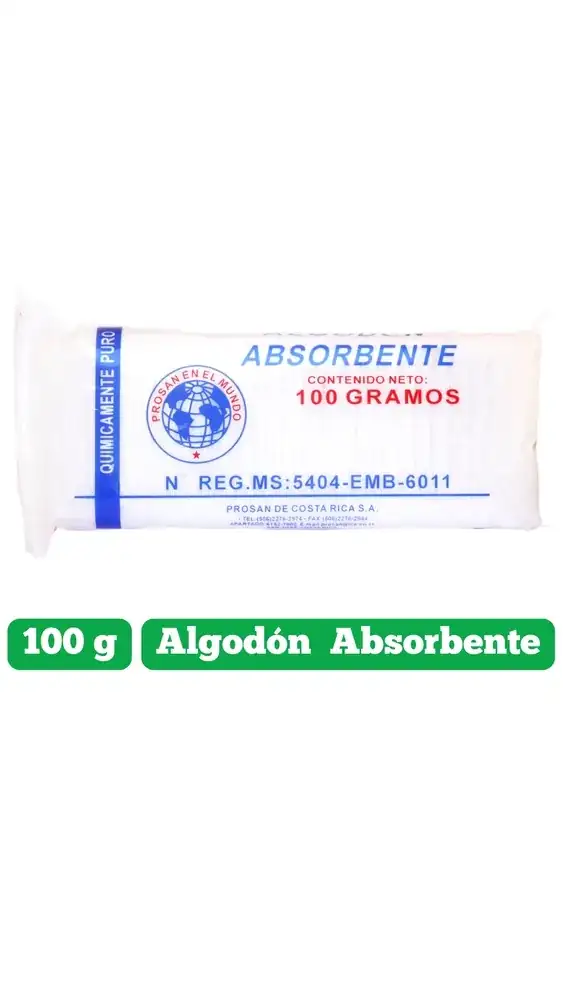 QUIMICAMENTE PURO
PROSAN EN EL MUNDO
ALGODON
ABSORBENTE
CONTENIDO NETO:
100 GRAMOS
N REG.MS:5404-EMB-6011
PROSAN DE COSTA RICA S.A.
100 g
Algodón Absorbente